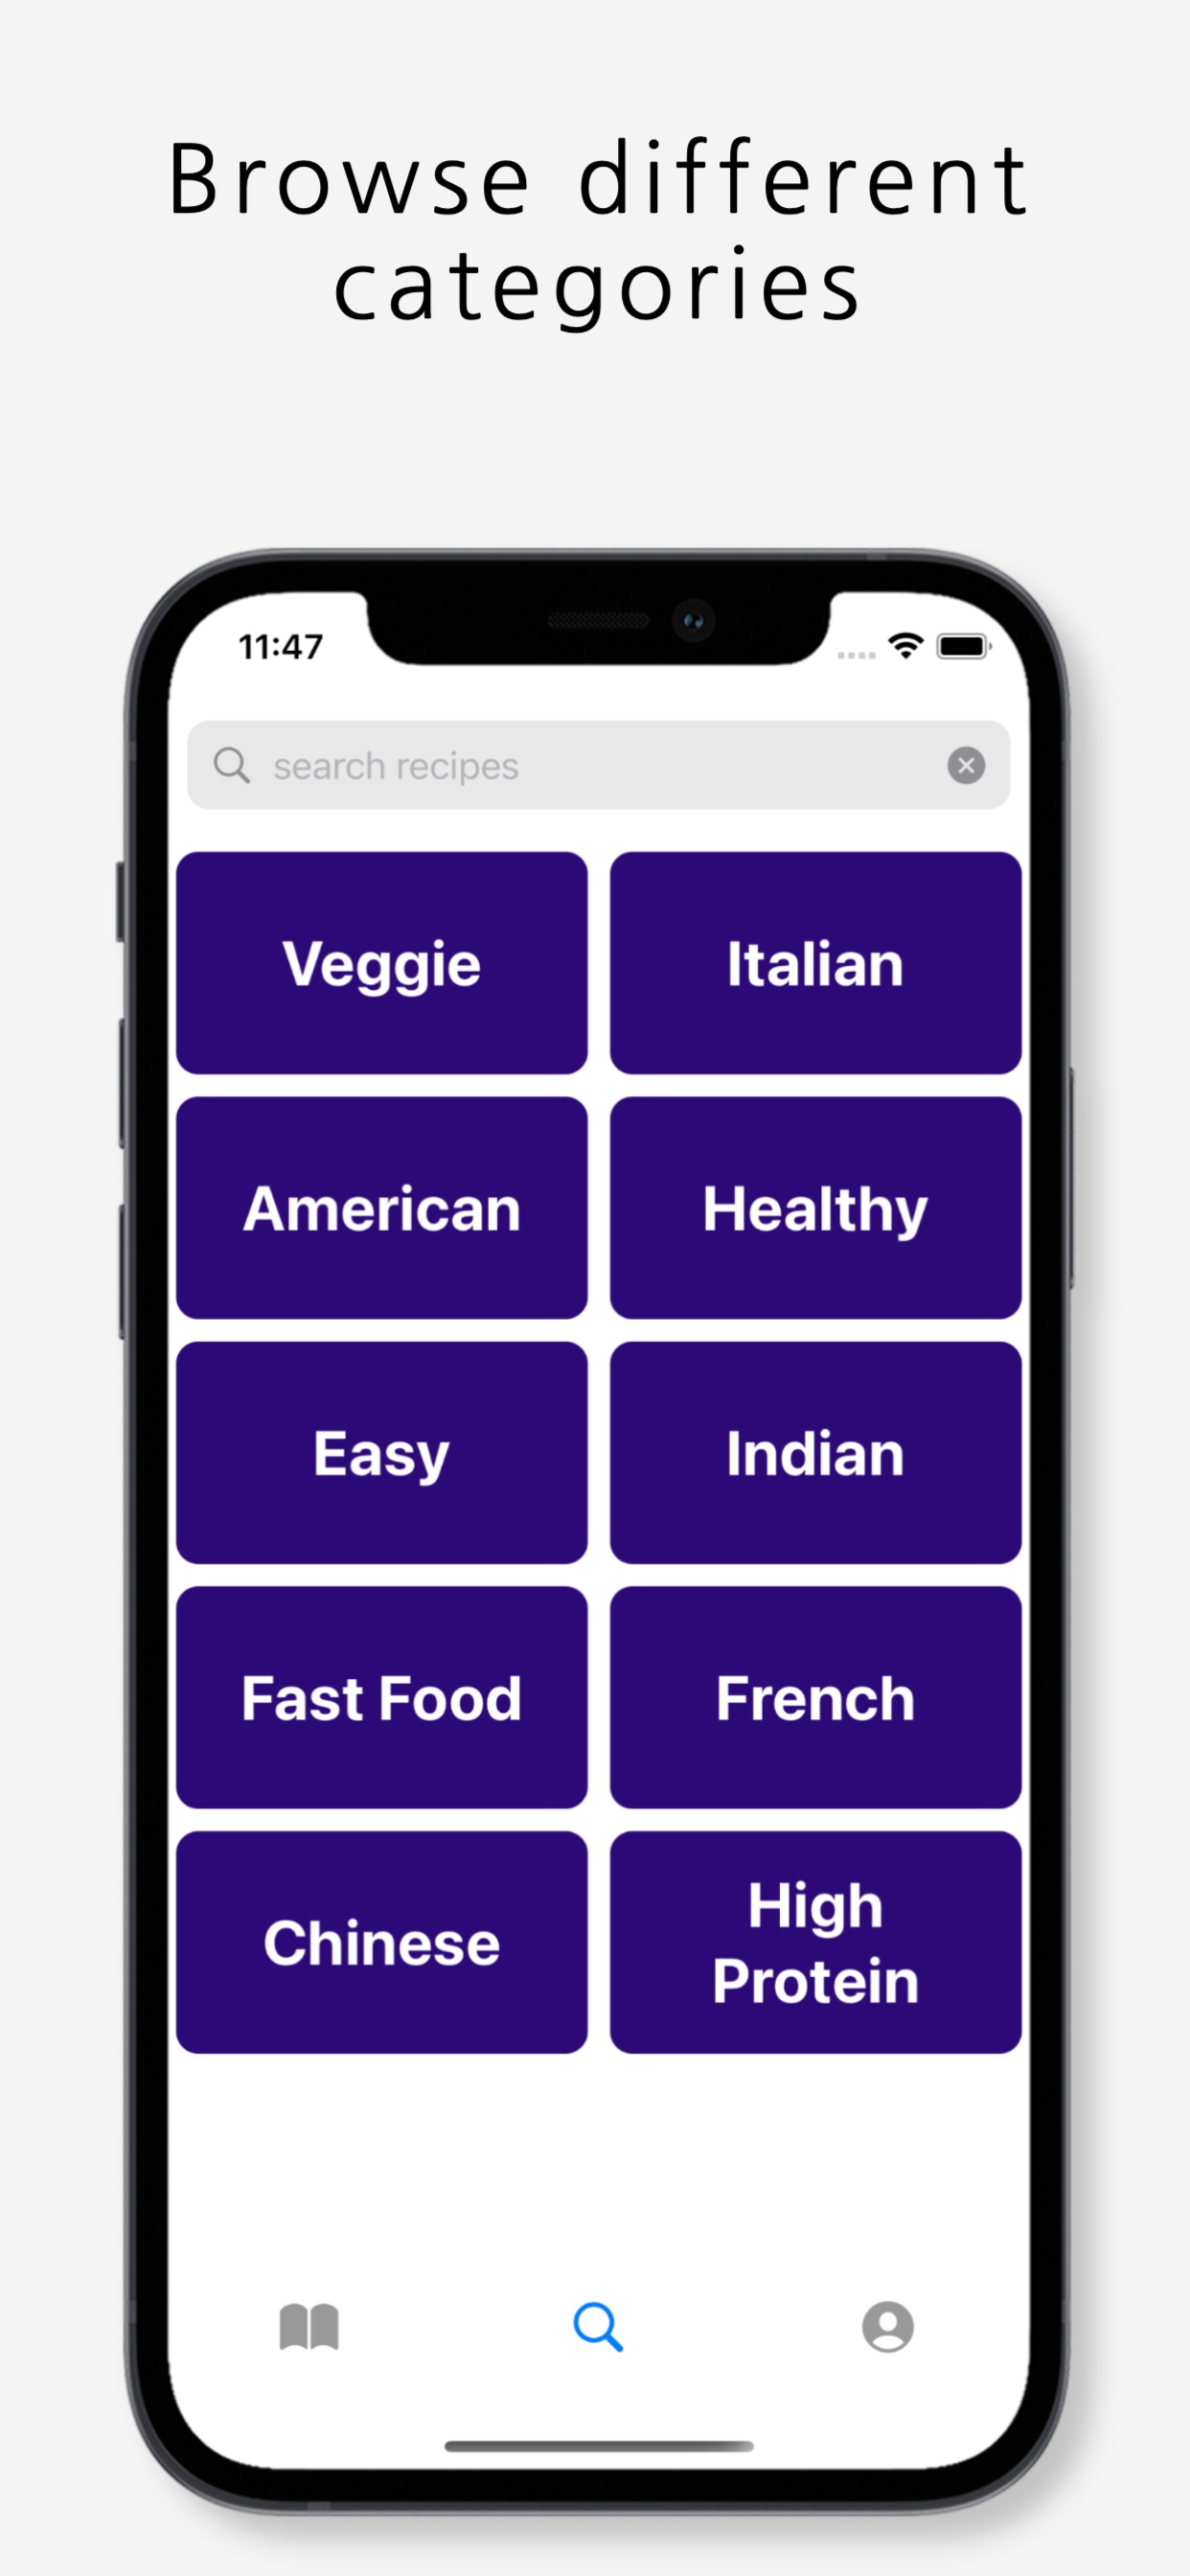 Browse different
categories
11:47
search recipes
Veggie
Italian
American
Healthy
Easy
Indian
Fast Food
French
Chinese
High
Protein